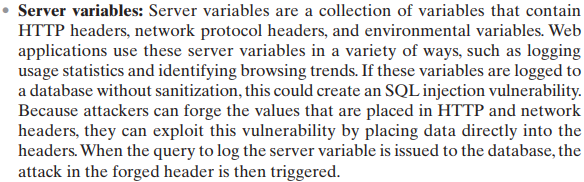 • Server variables: Server variables are a collection of variables that contain
HTTP headers, network protocol headers, and environmental variables. Web
applications use these server variables in a variety of ways, such as logging
usage statistics and identifying browsing trends. If these variables are logged to
a database without sanitization, this could create an SQL injection vulnerability.
Because attackers can forge the values that are placed in HTTP and network
headers, they can exploit this vulnerability by placing data directly into the
headers. When the query to log the server variable is issued to the database, the
attack in the forged header is then triggered.